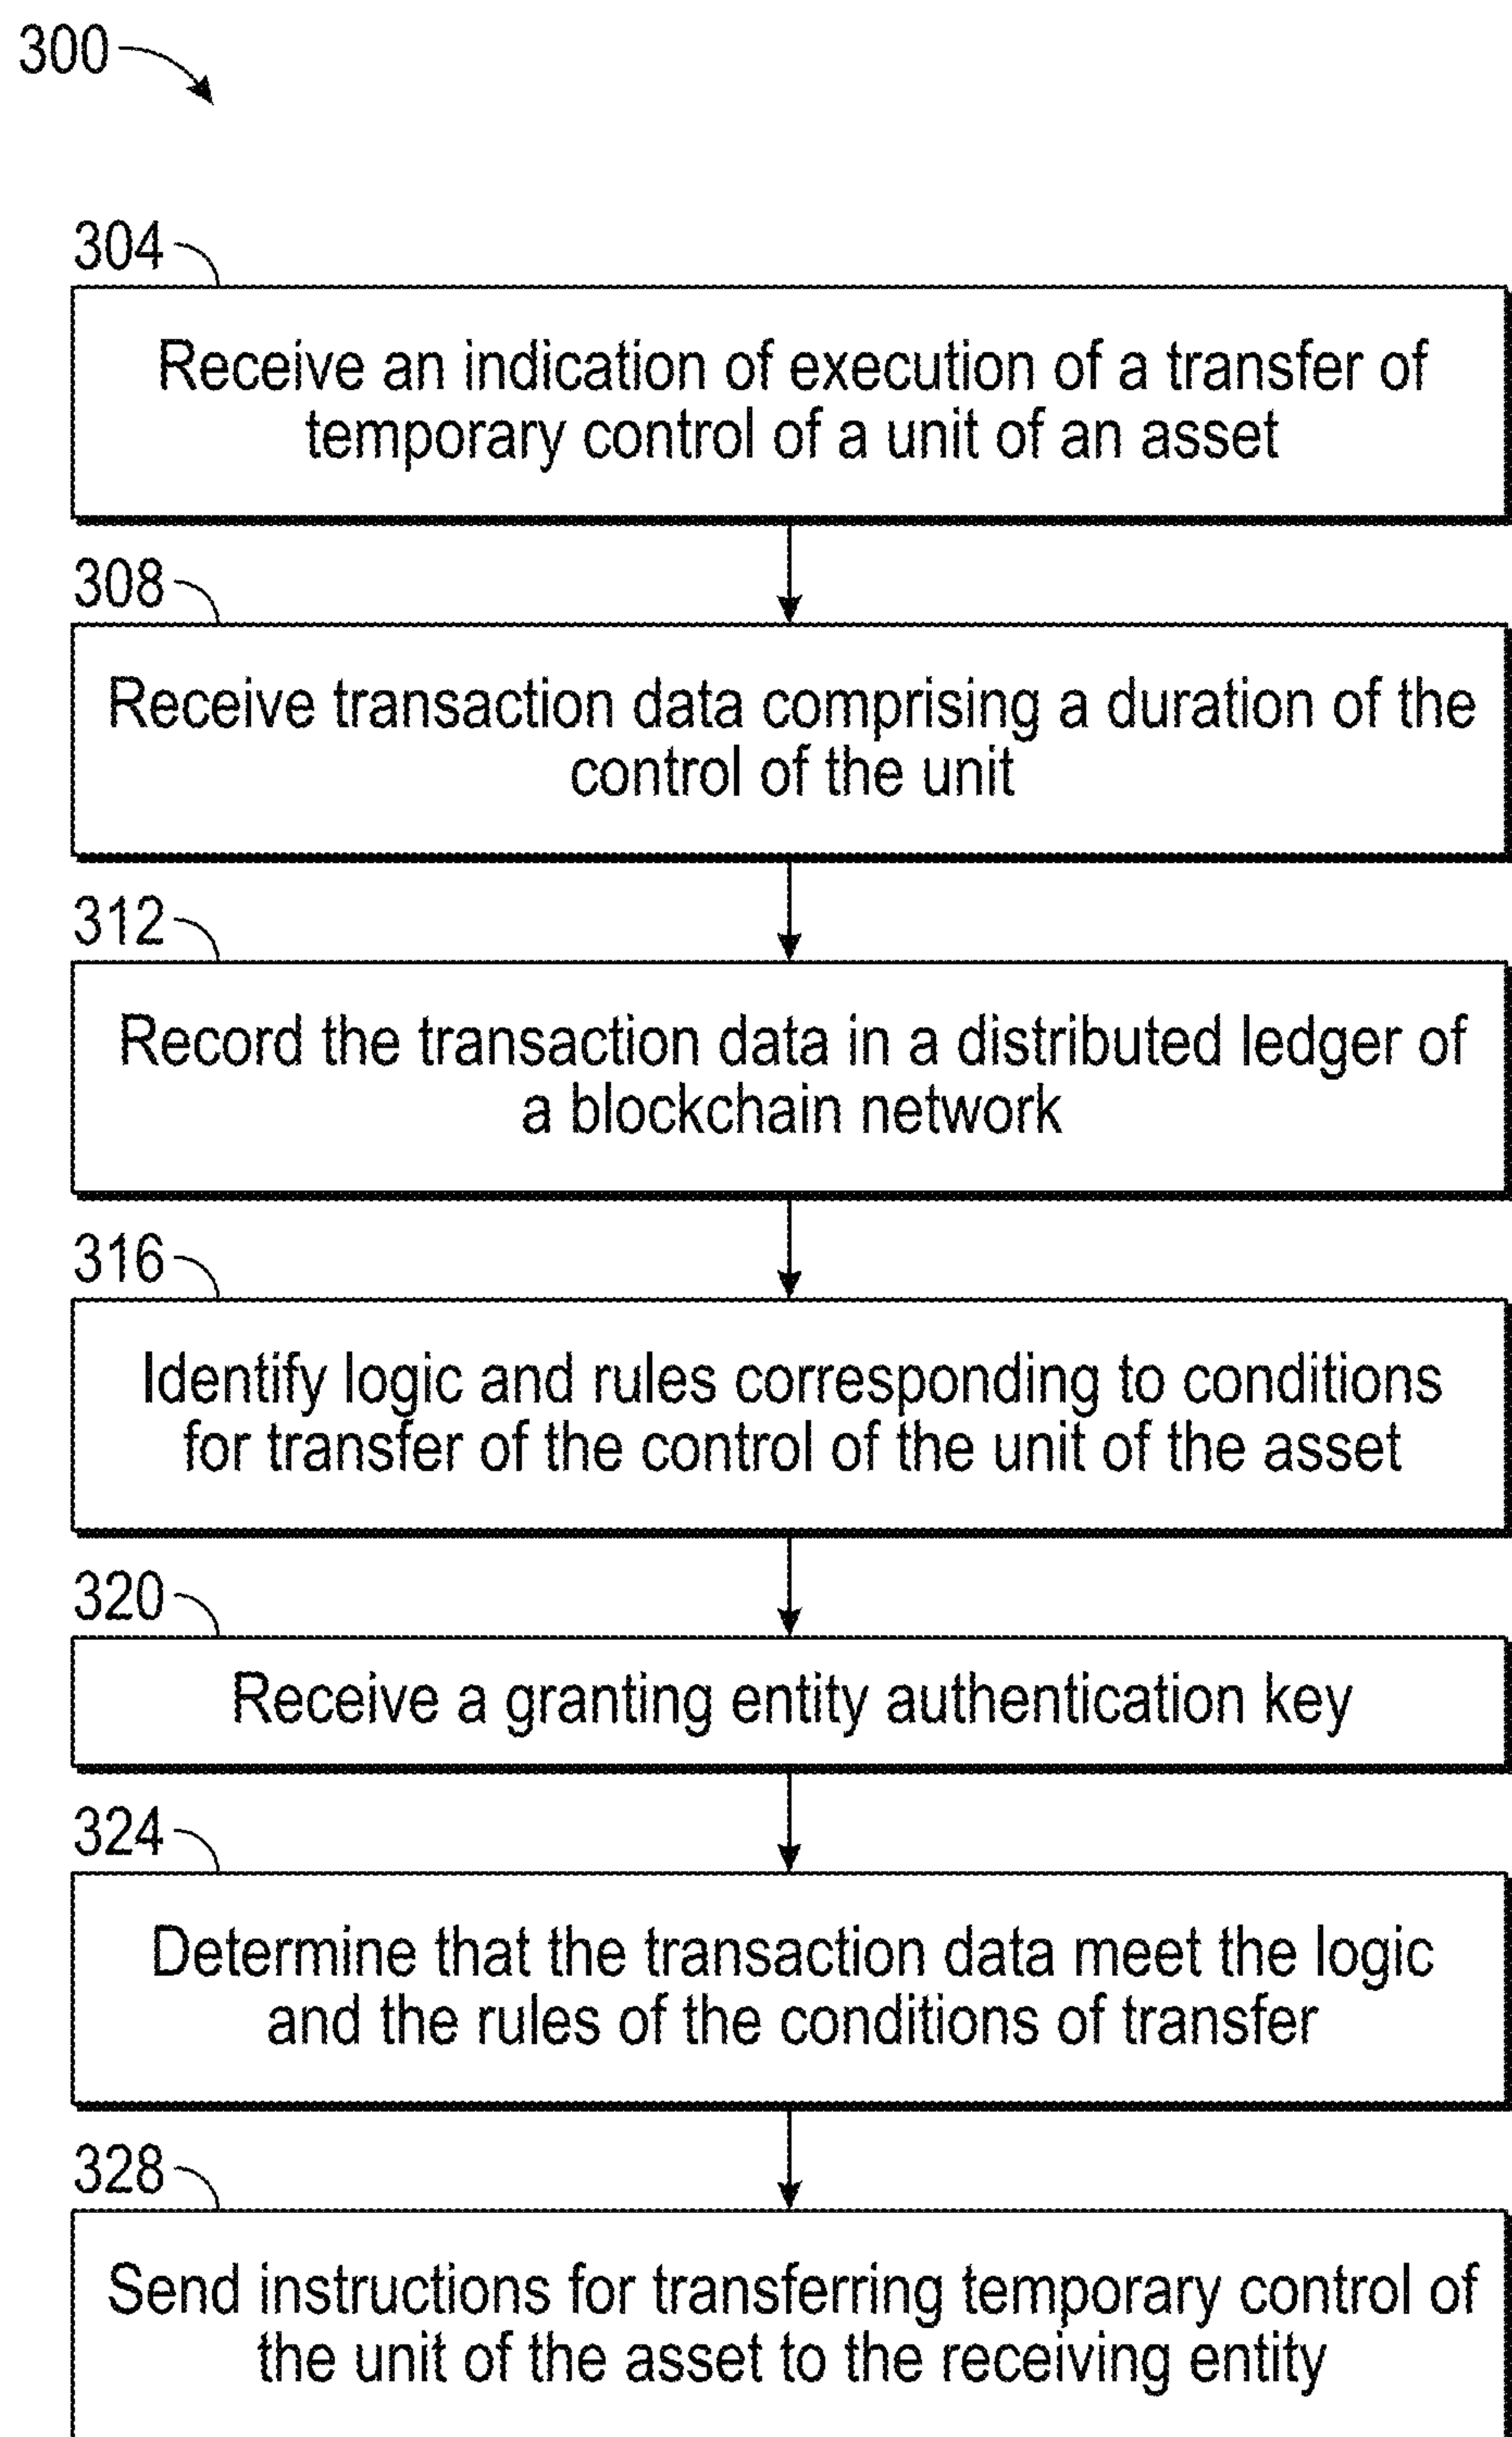 300
304
Receive an indication of execution of a transfer of
temporary control of a unit of an asset
308
Receive transaction data comprising a duration of the
control of the unit
312
Record the transaction data in a distributed ledger of
a blockchain network
316
Identify logic and rules corresponding to conditions
for transfer of the control of the unit of the asset
320
Receive a granting entity authentication key
324
Determine that the transaction data meet the logic
and the rules of the conditions of transfer
328
Send instructions for transferring temporary control of
the unit of the asset to the receiving entity